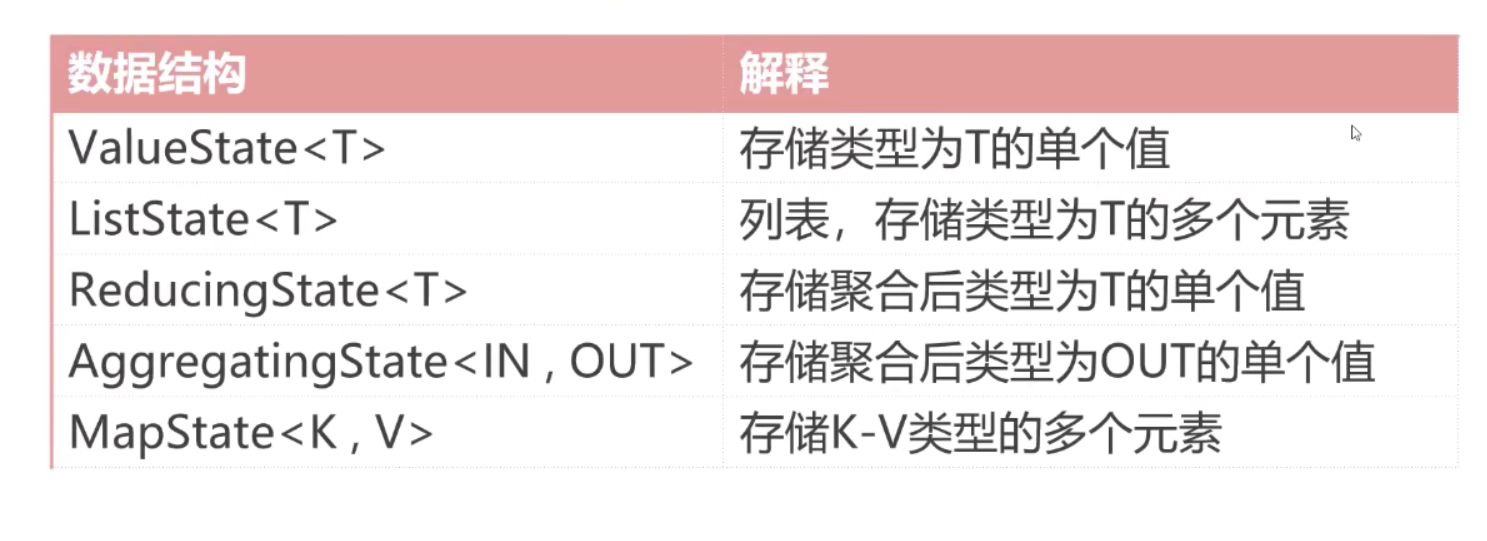 数据结构 解释
ValueState<T> 存储类型为T的单个值
ListState<T> 列表，存储类型为T的多个元素
ReducingState<T> 存储聚合后类型为T的单个值
AggregatingState<IN , OUT> 存储聚合后类型为OUT的单个值
MapState<K , V> 存储K-V类型的多个元素